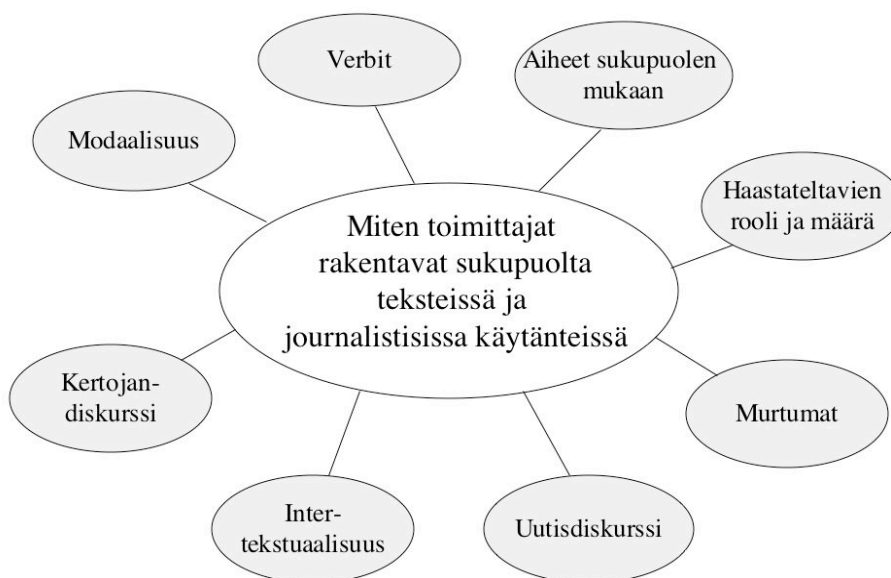 Verbit
Aiheet sukupuolen
mukaan
Modaalisuus
Haastateltavien
rooli ja määrä
Miten toimittajat
rakentavat sukupuolta
teksteissä ja
journalistisissa käytänteissä
Kertojan-
diskurssi
Murtumat
Inter-
tekstuaalisuus
Uutisdiskurssi